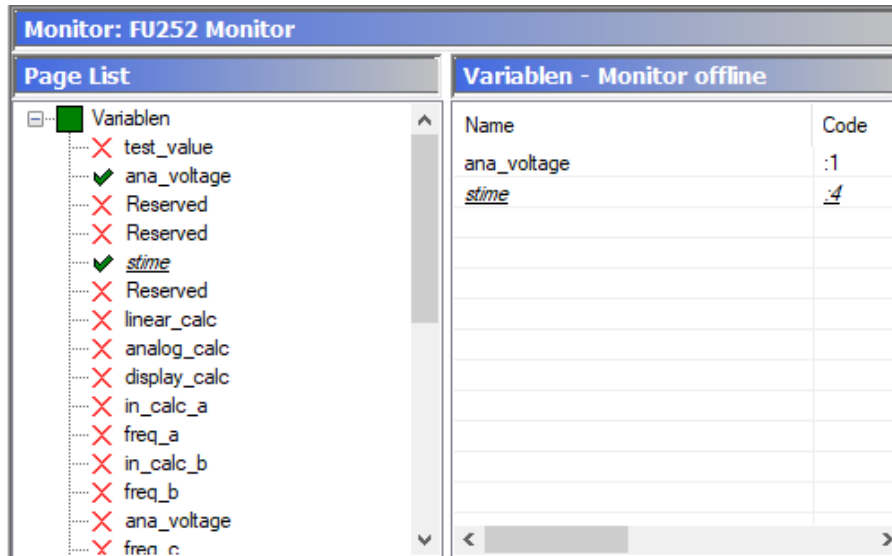 Monitor: FU252 Monitor
Page List
Variablen
test_value
ana_voltage
Reserved
Reserved
stime
Reserved
linear_calc
analog_calc
display_calc
in_calc_a
freq_a
in_calc_b
freq_b
ana_voltage
freq_c
Variablen - Monitor offline
Name Code
ana_voltage :1
stime :4